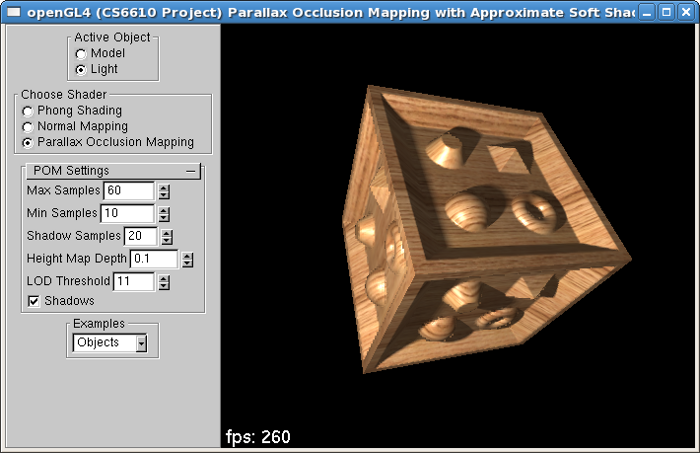 openGL4 (CS6610 Project) Parallax Occlusion Mapping with Approximate Soft Shad
Active Object
Model
Light
Choose Shader
Phong Shading
Normal Mapping
Parallax Occlusion Mapping
POM Settings
Max Samples 60
Min Samples 10
Shadow Samples 20
Height Map Depth 0.1
LOD Threshold 11
Shadows
Examples
Objects
fps: 260